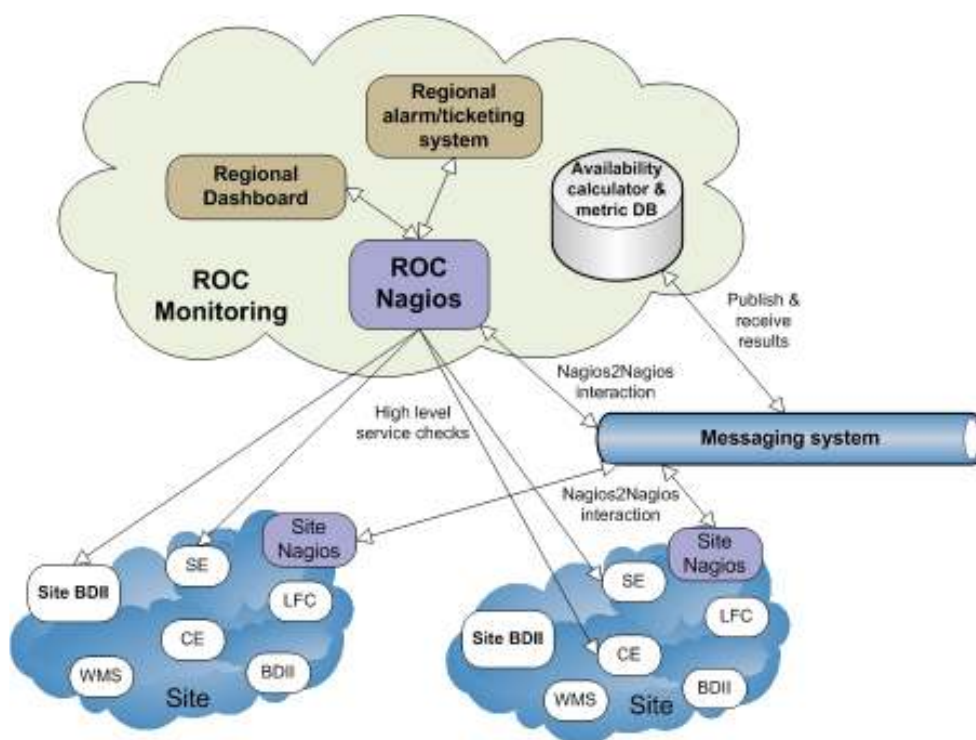 Regional
alarm/ticketing
system
Regional
Dashboard
Availability
calculator &
metric DB
ROC
Monitoring
ROC
Nagios
Publish &
receive
results
Nagios2Nagios
interaction
High level
service checks
Messaging system
Nagios2Nagios
interaction
Site
Nagios
SE
Site BDII
LFC
CE
WMS
BDII
Site
Site
Nagios
SE
LFC
Site BDII
CE
WMS
BDII
Site